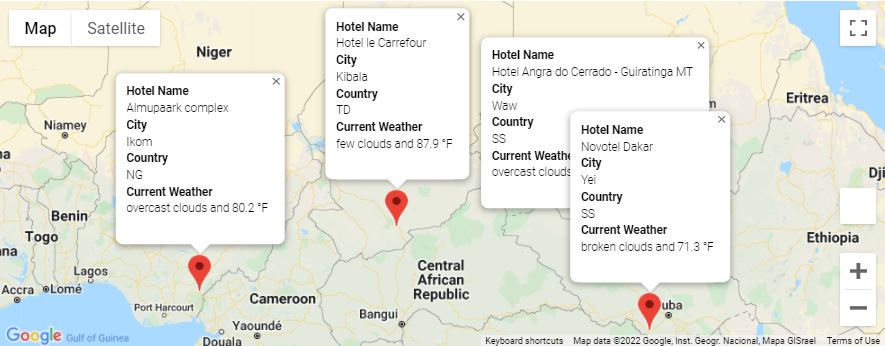 Map
Satellite
Niger
Niamey
Benin
Togo
Accra
Lomé
Lagos
Port Harcourt
Cameroon
Yaoundé
Douala
Bangui
Central
African
Republic
Eritrea
Ethiopia
Hotel Name
Almupaark complex
City
Ikom
Country
NG
Current Weather
overcast clouds and 80.2 °F
Hotel Name
Hotel le Carrefour
City
Kibala
Country
TD
Current Weather
few clouds and 87.9 °F
Hotel Name
Hotel Angra do Cerrado - Guiratinga MT
City
Waw
Country
SS
Current Weathe
overcast clouds
Hotel Name
Novotel Dakar
City
Yei
Country
SS
Current Weather
broken clouds and 71.3 °F
uba
Dji
Google
Gulf of Guinea
Keyboard shortcuts
Map data ©2022 Google, Inst. Geogr. Nacional, Mapa GISrael
Terms of Use